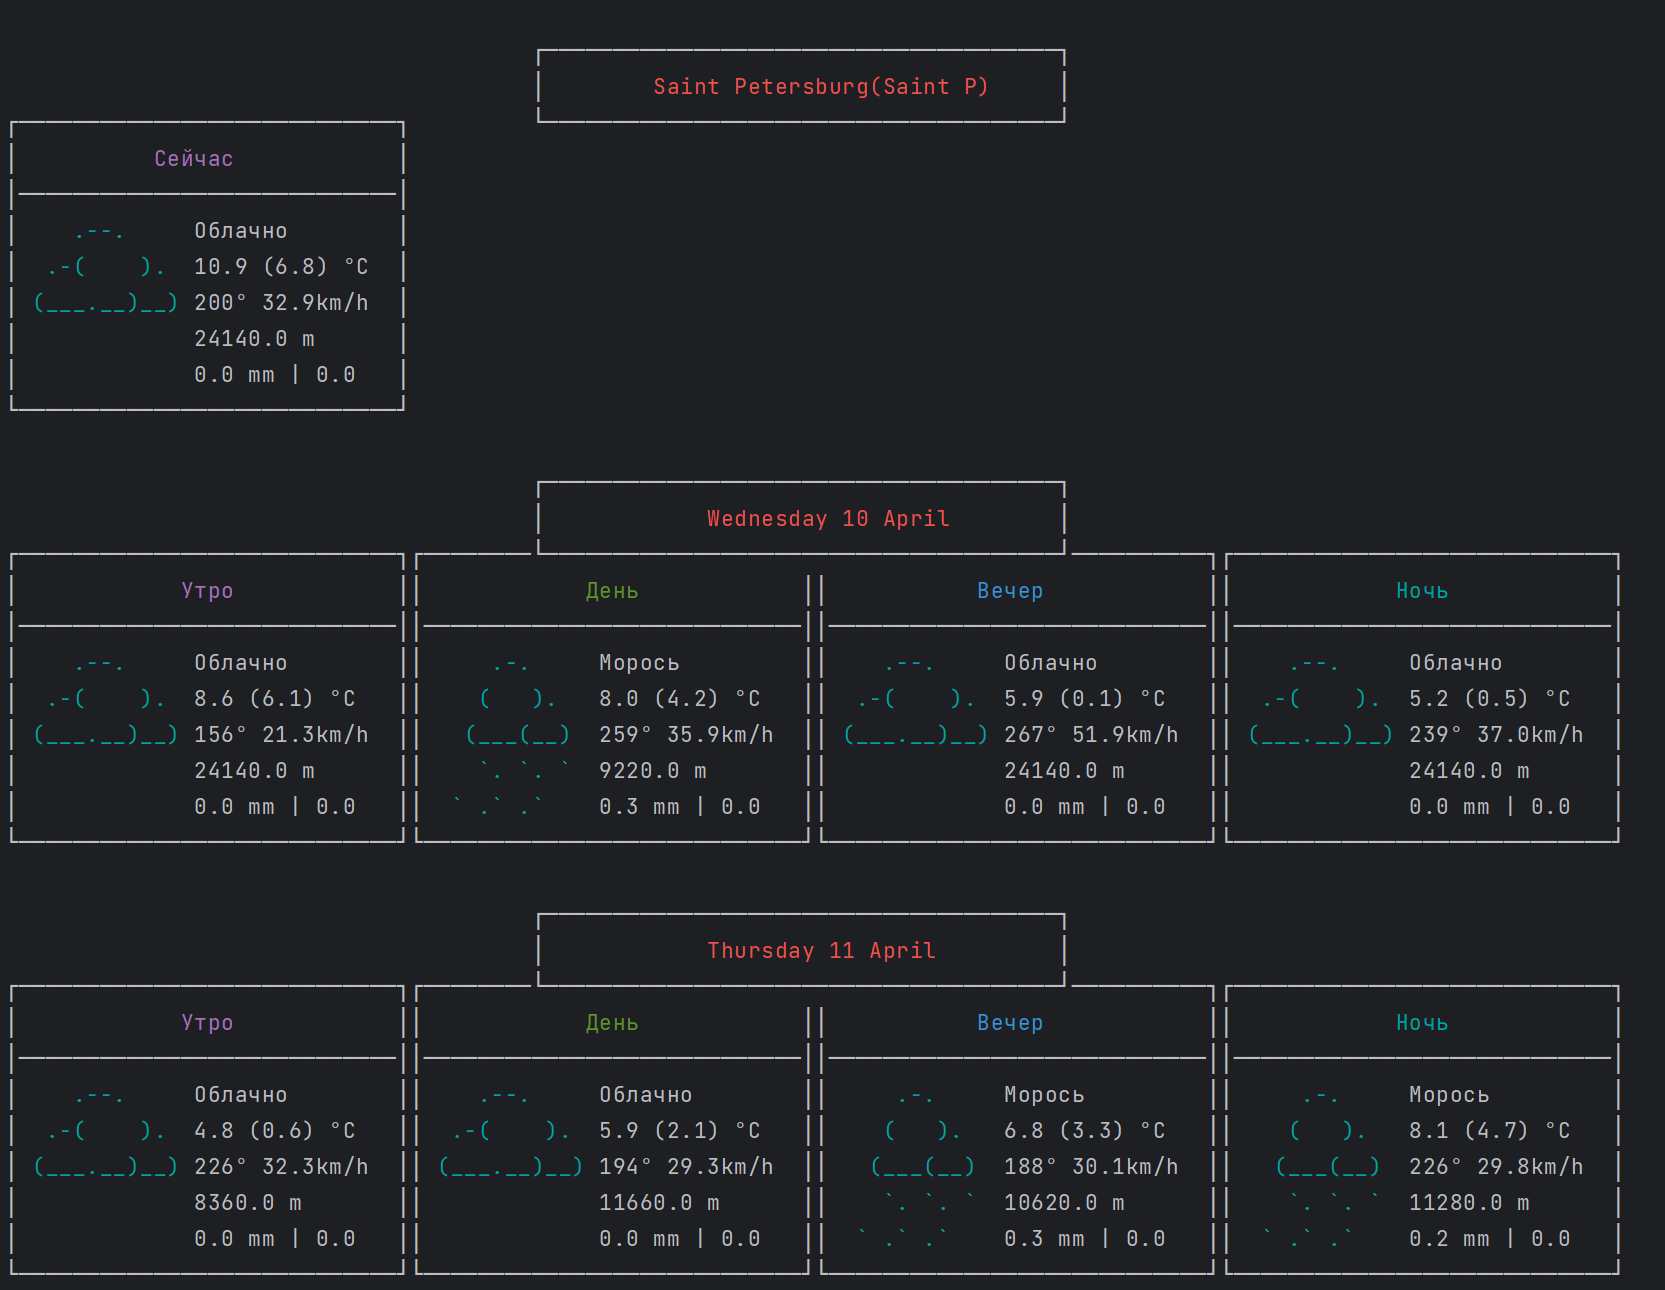 Saint Petersburg(Saint P)
Сейчас
Облачно
10.9 (6.8) °C
200° 32.9km/h
24140.0 m
0.0 mm | 0.0
Wednesday 10 April
Утро День Вечер Ночь
Облачно Морось Облачно Облачно
8.6 (6.1) °C 8.0 (4.2) °C 5.9 (0.1) °C 5.2 (0.5) °C
156° 21.3km/h 259° 35.9km/h 267° 51.9km/h 239° 37.0km/h
24140.0 m 9220.0 m 24140.0 m 24140.0 m
0.0 mm | 0.0 0.3 mm | 0.0 0.0 mm | 0.0 0.0 mm | 0.0
Thursday 11 April
Утро День Вечер Ночь
Облачно Облачно Морось Морось
4.8 (0.6) °C 5.9 (2.1) °C 6.8 (3.3) °C 8.1 (4.7) °C
226° 32.3km/h 194° 29.3km/h 188° 30.1km/h 226° 29.8km/h
8360.0 m 11660.0 m 10620.0 m 11280.0 m
0.0 mm | 0.0 0.0 mm | 0.0 0.3 mm | 0.0 0.2 mm | 0.0